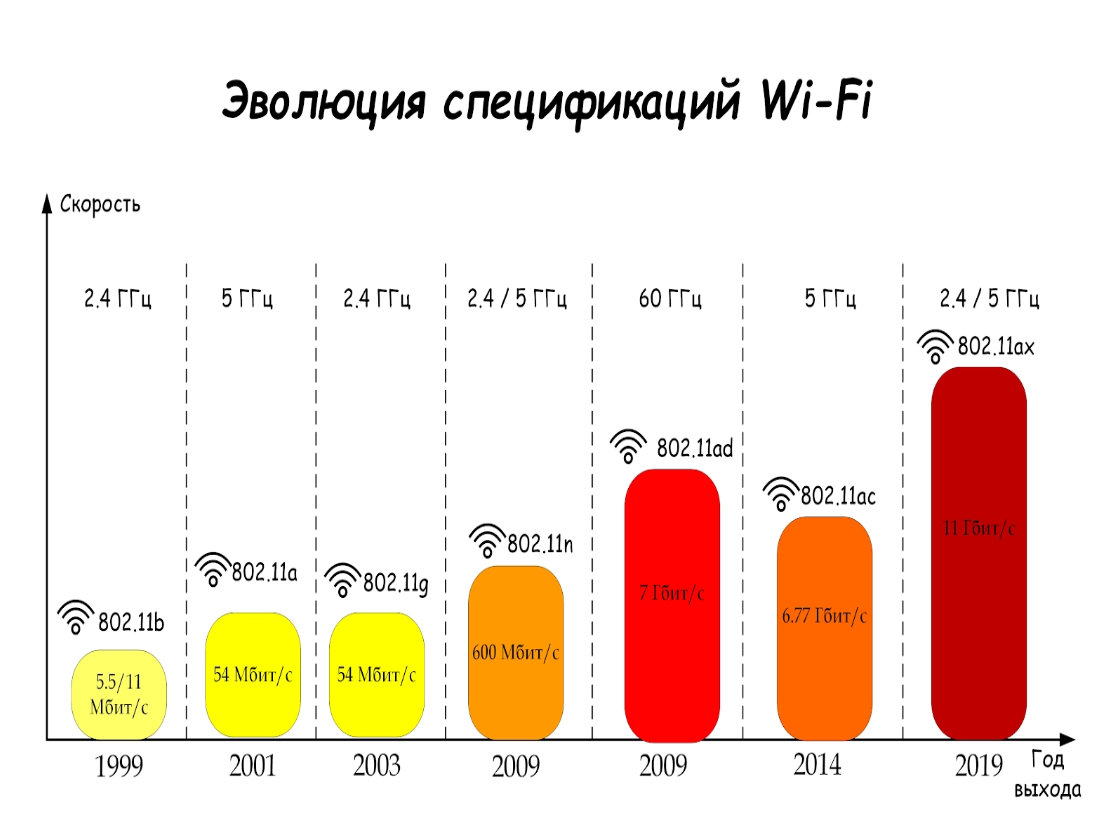 Эволюция спецификаций Wi-Fi
Скорость
2.4 ГГц
5 ГГц
2.4 ГГц
2.4 / 5 ГГц
60 ГГц
5 ГГц
2.4 / 5 ГГц
802.11b
802.11a
802.11g
802.11n
802.11ad
802.11ac
802.11ax
5.5/11
Мбит/с
54 Мбит/с
54 Мбит/с
600 Мбит/с
7 Гбит/с
6.77 Гбит/с
11 Гбит/с
1999
2001
2003
2009
2009
2014
2019
Год
выхода